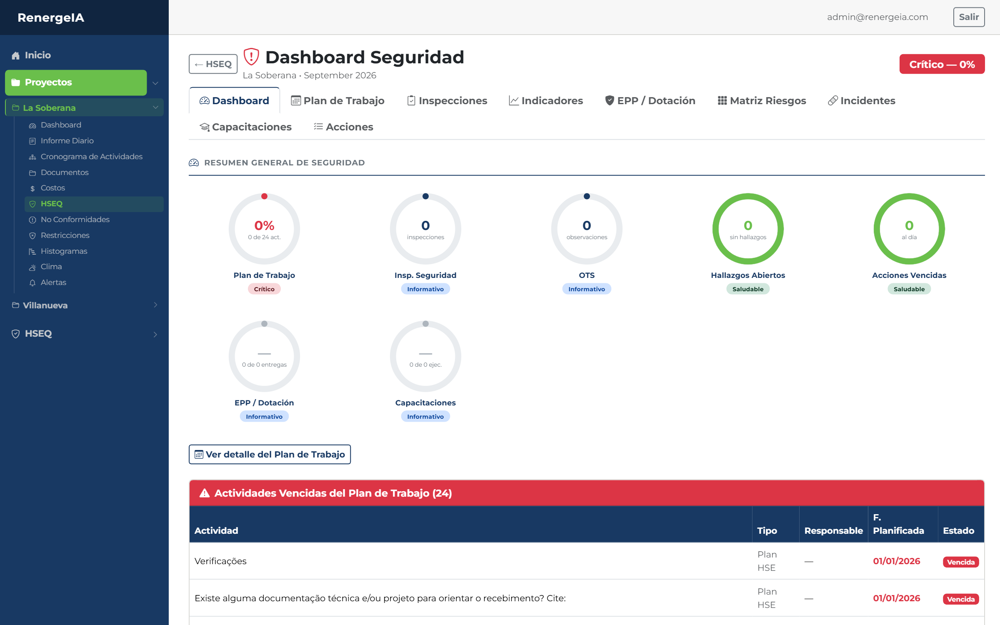 RenergeIA
admin@renergeia.com
Salir
Inicio
Proyectos
La Soberana
Dashboard
Informe Diario
Cronograma de Actividades
Documentos
Costos
HSEQ
No Conformidades
Restricciones
Histogramas
Clima
Alertas
Villanueva
HSEQ
← HSEQ
Dashboard Seguridad
La Soberana • September 2026
Crítico — 0%
Dashboard
Plan de Trabajo
Inspecciones
Indicadores
EPP / Dotación
Matriz Riesgos
Incidentes
Capacitaciones
Acciones
RESUMEN GENERAL DE SEGURIDAD
0%
0 de 24 act.
Plan de Trabajo
Crítico
0
inspecciones
Insp. Seguridad
Informativo
0
observaciones
OTS
Informativo
0
sin hallazgos
Hallazgos Abiertos
Saludable
0
al día
Acciones Vencidas
Saludable
—
0 de 0 entregas
EPP / Dotación
Informativo
—
0 de 0 ejec.
Capacitaciones
Informativo
Ver detalle del Plan de Trabajo
Actividades Vencidas del Plan de Trabajo (24)
Actividad
Tipo
Responsable
F.
Planificada
Estado
Verificações
Plan
HSE
—
01/01/2026
Vencida
Existe alguma documentação técnica e/ou projeto para orientar o recebimento? Cite:
Plan
HSE
—
01/01/2026
Vencida